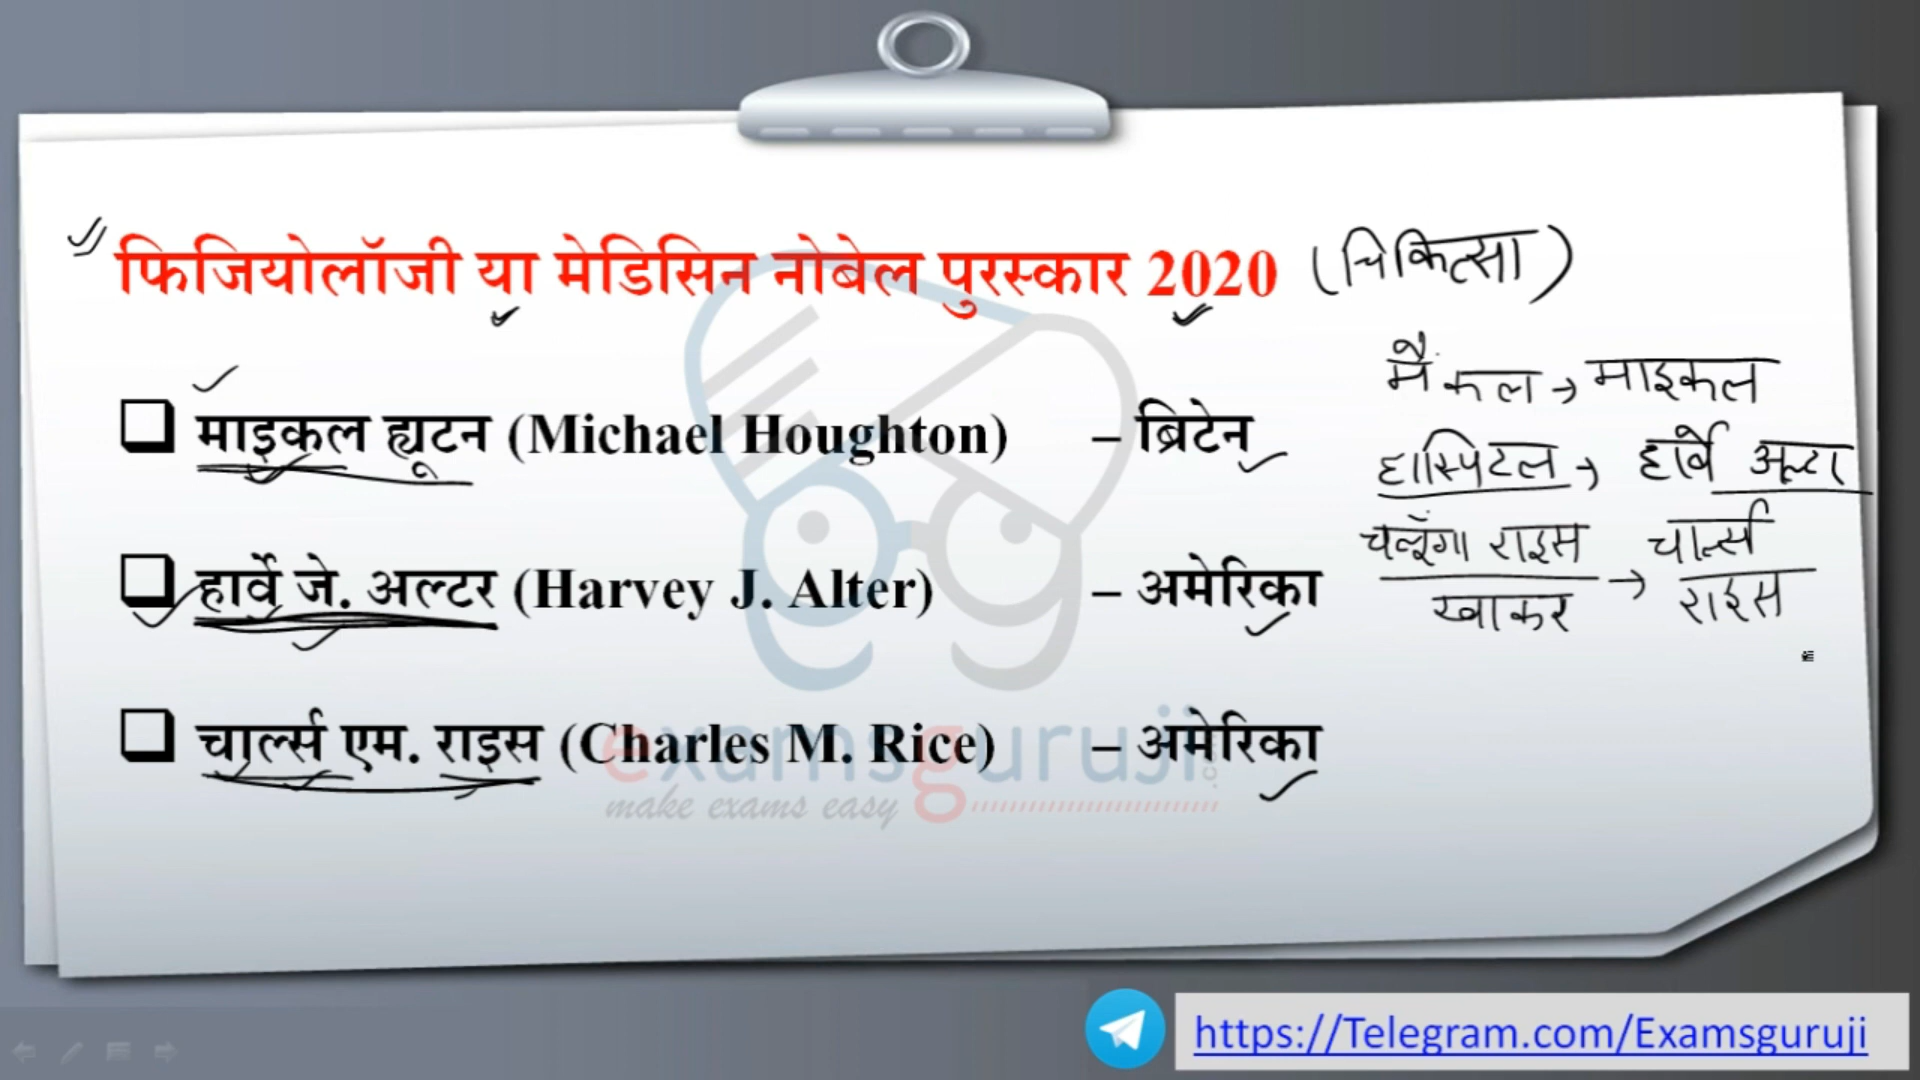 फिजियोलॉजी या मेडिसिन नोबेल पुरस्कार 2020 (चिकित्सा)
मैं कल → माइकल
माइकल ह्यूटन (Michael Houghton) – ब्रिटेन
हास्पिटल → हार्वे अल्टर
चलूँगा राइस खाकर → चार्ल्स राइस
हार्वे जे. अल्टर (Harvey J. Alter) – अमेरिका
चार्ल्स एम. राइस (Charles M. Rice) – अमेरिका
examsguruji.com
make exams easy
https://Telegram.com/Examsguruji